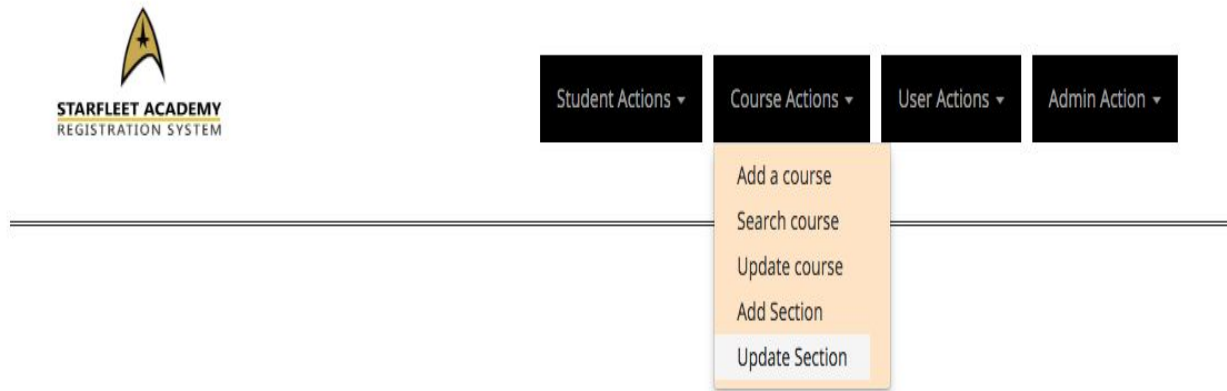 STARFLEET ACADEMY
REGISTRATION SYSTEM
Student Actions
Course Actions
User Actions
Admin Action
Add a course
Search course
Update course
Add Section
Update Section